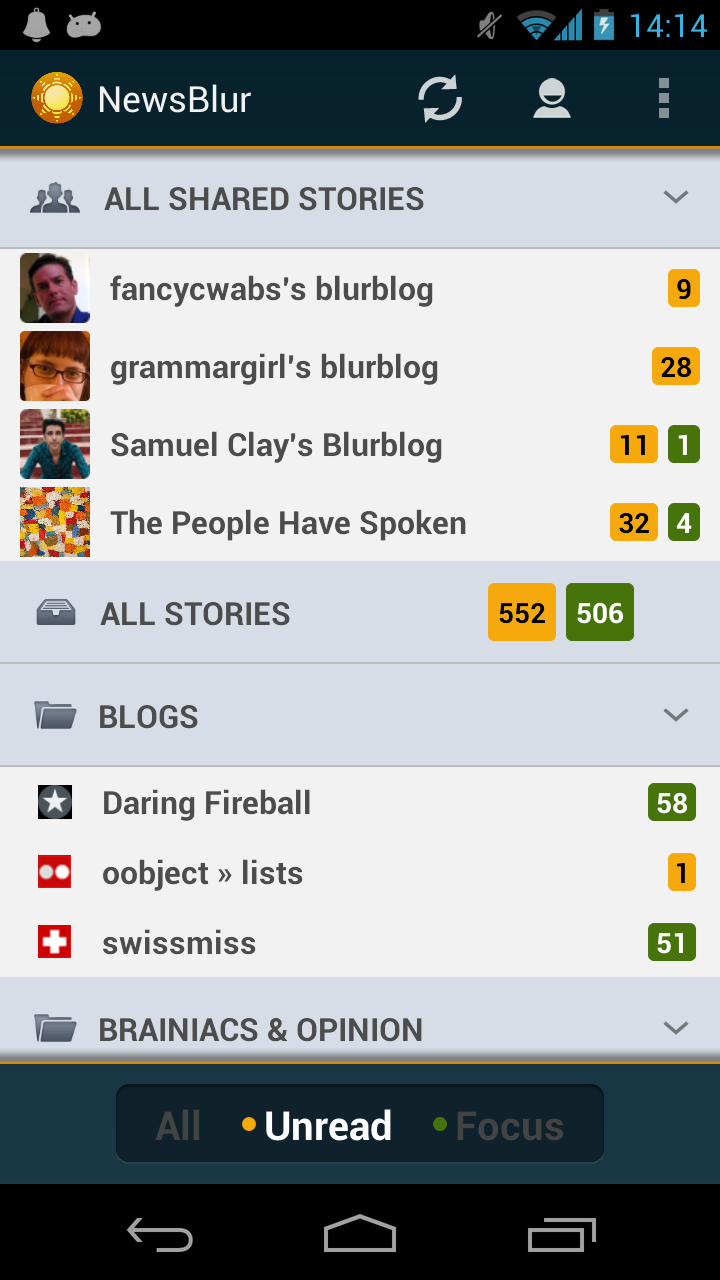 14:14
NewsBlur
ALL SHARED STORIES
fancycwabs's blurblog 9
grammargirl's blurblog 28
Samuel Clay's Blurblog 11 1
The People Have Spoken 32 4
ALL STORIES 552 506
BLOGS
Daring Fireball 58
oobject » lists 1
swissmiss 51
BRAINIACS & OPINION
All Unread Focus